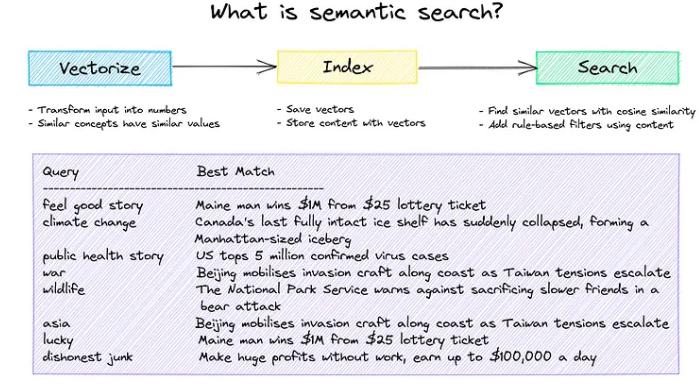 What is semantic search?
Vectorize
Index
Search
- Transform input into numbers
- Similar concepts have similar values
- Save vectors
- Store content with vectors
- Find similar vectors with cosine similarity
- Add rule-based filters using content
Query Best Match
------------------------------------------------------------
feel good story Maine man wins $1M from $25 lottery ticket
climate change Canada's last fully intact ice shelf has suddenly collapsed, forming a
Manhattan-sized iceberg
public health story US tops 5 million confirmed virus cases
war Beijing mobilises invasion craft along coast as Taiwan tensions escalate
wildlife The National Park Service warns against sacrificing slower friends in a
bear attack
asia Beijing mobilises invasion craft along coast as Taiwan tensions escalate
lucky Maine man wins $1M from $25 lottery ticket
dishonest junk Make huge profits without work, earn up to $100,000 a day